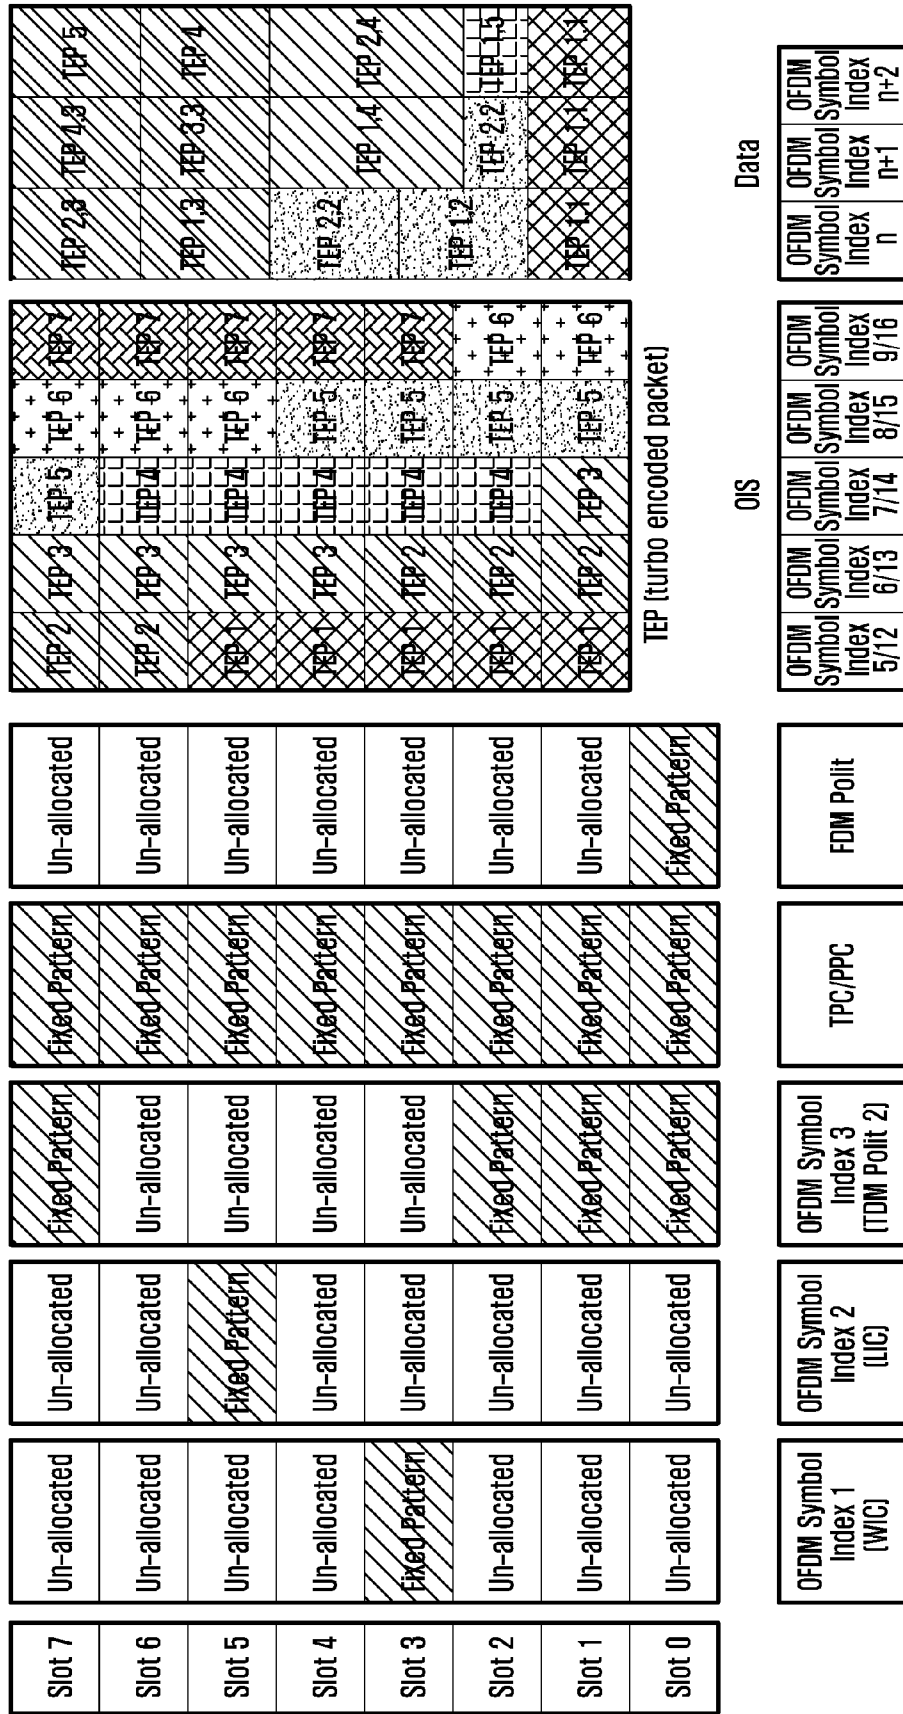 Slot 7
Slot 6
Slot 5
Slot 4
Slot 3
Slot 2
Slot 1
Slot 0
Un-allocated
Un-allocated
Un-allocated
Un-allocated
Fixed Pattern
Un-allocated
Un-allocated
Un-allocated
OFDM Symbol
Index 1
(WIC)
Un-allocated
Un-allocated
Fixed Pattern
Un-allocated
Un-allocated
Un-allocated
Un-allocated
Un-allocated
OFDM Symbol
Index 2
(LIC)
Fixed Pattern
Un-allocated
Un-allocated
Un-allocated
Un-allocated
Fixed Pattern
Fixed Pattern
Fixed Pattern
OFDM Symbol
Index 3
(TDM Polit 2)
Fixed Pattern
Fixed Pattern
Fixed Pattern
Fixed Pattern
Fixed Pattern
Fixed Pattern
Fixed Pattern
Fixed Pattern
TPC/PPC
Un-allocated
Un-allocated
Un-allocated
Un-allocated
Un-allocated
Un-allocated
Un-allocated
Fixed Pattern
FDM Polit
TEP 2
TEP 2
TEP 1
TEP 1
TEP 1
TEP 1
TEP 1
TEP 3
TEP 3
TEP 3
TEP 3
TEP 2
TEP 2
TEP 2
TEP 5
TEP 4
TEP 4
TEP 4
TEP 4
TEP 4
TEP 3
TEP 6
TEP 6
TEP 6
TEP 5
TEP 5
TEP 5
TEP 5
TEP 7
TEP 7
TEP 7
TEP 7
TEP 7
TEP 6
TEP 6
TEP (turbo encoded packet)
OIS
OFDM
Symbol
Index
5/12
OFDM
Symbol
Index
6/13
OFDM
Symbol
Index
7/14
OFDM
Symbol
Index
8/15
OFDM
Symbol
Index
9/16
TEP 2,3
TEP 1,3
TEP 2,2
TEP 1,2
TEP 1,1
TEP 4,3
TEP 3,3
TEP 1,4
TEP 2,2
TEP 1,1
TEP 5
TEP 4
TEP 2,4
TEP 1,5
TEP 1,1
Data
OFDM
Symbol
Index
n
OFDM
Symbol
Index
n+1
OFDM
Symbol
Index
n+2